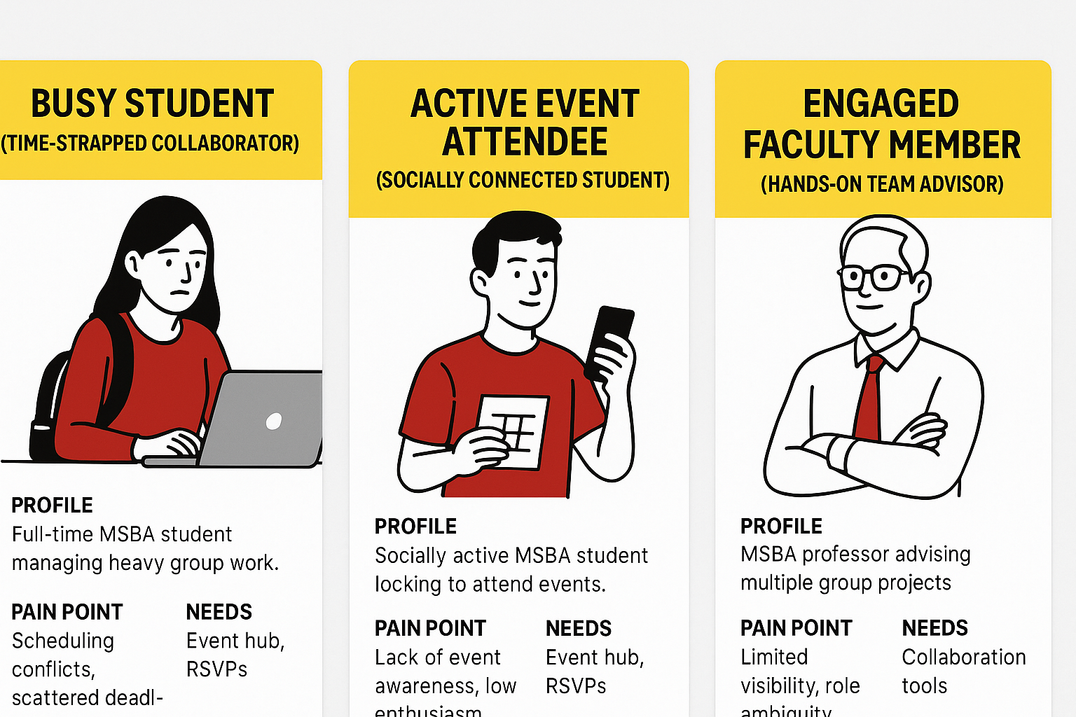 BUSY STUDENT
(TIME-STRAPPED COLLABORATOR)
PROFILE
Full-time MSBA student
managing heavy group work.
PAIN POINT
Scheduling
conflicts,
scattered deadl-
NEEDS
Event hub,
RSVPs
ACTIVE EVENT
ATTENDEE
(SOCIALLY CONNECTED STUDENT)
PROFILE
Socially active MSBA student
locking to attend events.
PAIN POINT
Lack of event
awareness, low
enthusiasm
NEEDS
Event hub,
RSVPs
ENGAGED
FACULTY MEMBER
(HANDS-ON TEAM ADVISOR)
PROFILE
MSBA professor advising
multiple group projects
PAIN POINT
Limited
visibility, role
ambiguity
NEEDS
Collaboration
tools